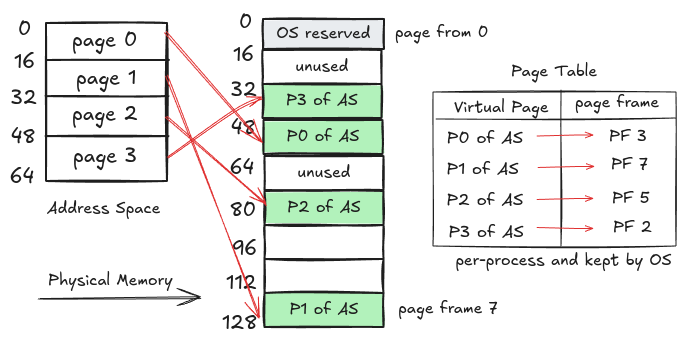 0
page 0
16
page 1
32
page 2
48
page 3
64
Address Space
Physical Memory
0
OS reserved
page from 0
16
unused
32
P3 of AS
48
P0 of AS
64
unused
80
P2 of AS
96
112
P1 of AS
page frame 7
128
Page Table
Virtual Page page frame
P0 of AS PF 3
P1 of AS PF 7
P2 of AS PF 5
P3 of AS PF 2
per-process and kept by OS